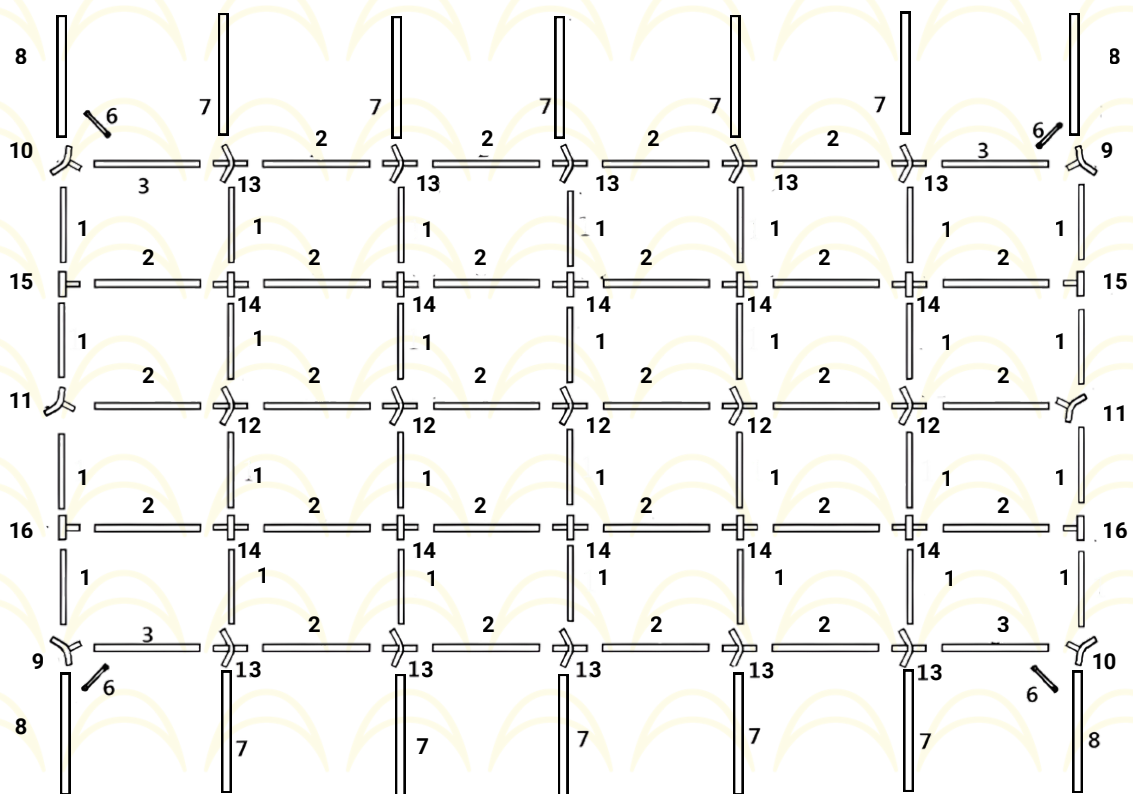 8 7 7 7 7 7 8
6 6
10 2 2 2 2 3 9
3 13 13 13 13 13
1 1 1 1 1 1 1
2 2 2 2 2 2
15 14 14 14 14 14 15
1 1 1 1 1 1 1
2 2 2 2 2 2
11 12 12 12 12 12 11
1 1 1 1 1 1 1
2 2 2 2 2 2
16 14 14 14 14 14 16
1 1 1 1 1 1 1
3 2 2 2 2 3
9 13 13 13 13 13 10
6 6
8 7 7 7 7 7 8